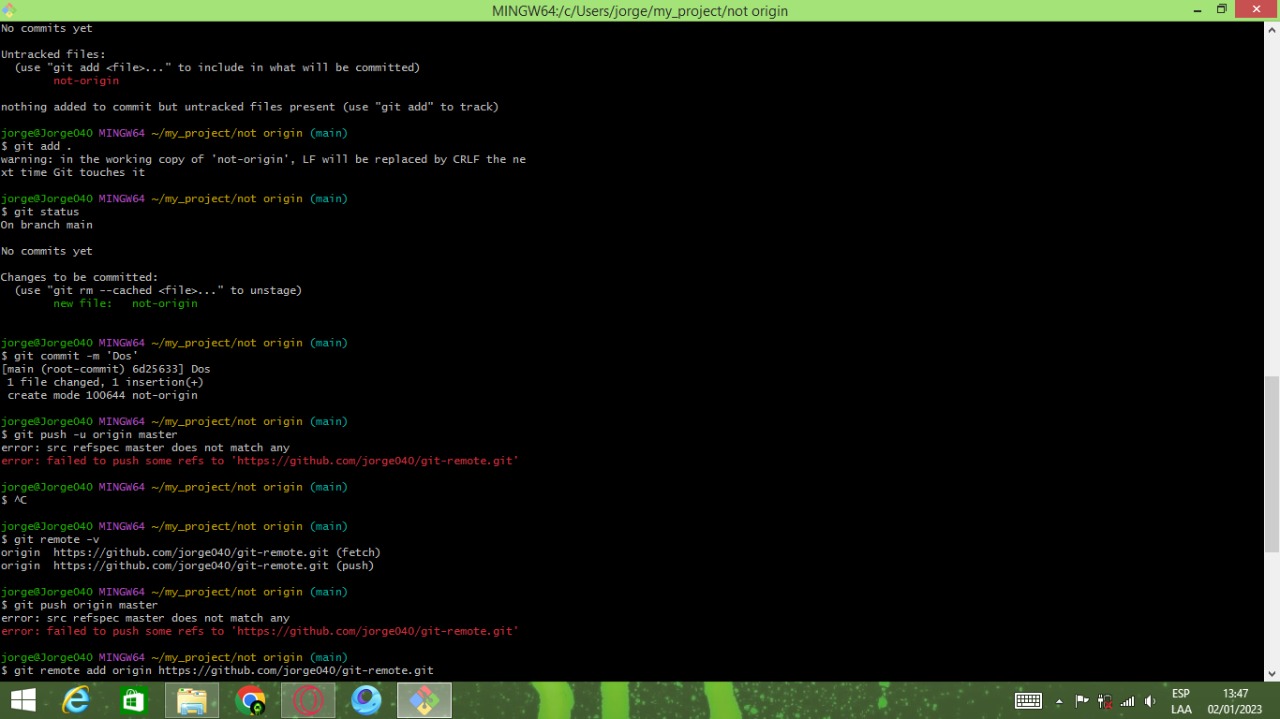 MINGW64:/c/Users/jorge/my_project/not origin
No commits yet
Untracked files:
  (use "git add <file>..." to include in what will be committed)
        not-origin
nothing added to commit but untracked files present (use "git add" to track)
jorge@Jorge040 MINGW64 ~/my_project/not origin (main)
$ git add .
warning: in the working copy of 'not-origin', LF will be replaced by CRLF the ne
xt time Git touches it
jorge@Jorge040 MINGW64 ~/my_project/not origin (main)
$ git status
On branch main
No commits yet
Changes to be committed:
  (use "git rm --cached <file>..." to unstage)
        new file:   not-origin
jorge@Jorge040 MINGW64 ~/my_project/not origin (main)
$ git commit -m 'Dos'
[main (root-commit) 6d25633] Dos
 1 file changed, 1 insertion(+)
 create mode 100644 not-origin
jorge@Jorge040 MINGW64 ~/my_project/not origin (main)
$ git push -u origin master
error: src refspec master does not match any
error: failed to push some refs to 'https://github.com/jorge040/git-remote.git'
jorge@Jorge040 MINGW64 ~/my_project/not origin (main)
$ ^C
jorge@Jorge040 MINGW64 ~/my_project/not origin (main)
$ git remote -v
origin  https://github.com/jorge040/git-remote.git (fetch)
origin  https://github.com/jorge040/git-remote.git (push)
jorge@Jorge040 MINGW64 ~/my_project/not origin (main)
$ git push origin master
error: src refspec master does not match any
error: failed to push some refs to 'https://github.com/jorge040/git-remote.git'
jorge@Jorge040 MINGW64 ~/my_project/not origin (main)
$ git remote add origin https://github.com/jorge040/git-remote.git
ESP 13:47
LAA 02/01/2023